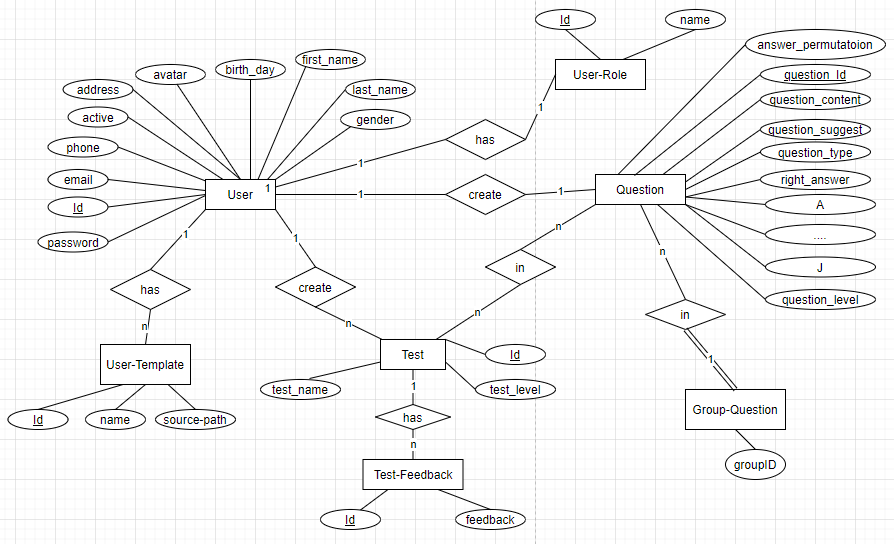 Id
name
first_name
birth_day
avatar
address
active
phone
email
Id
password
last_name
gender
User-Role
has
1
1
answer_permutatoion
question_Id
question_content
question_suggest
question_type
right_answer
A
....
J
question_level
User
1
1
create
1
Question
1
has
n
1
create
n
n
in
n
n
in
1
User-Template
Id
name
source-path
Test
Id
test_name
test_level
1
has
n
Test-Feedback
Id
feedback
Group-Question
groupID